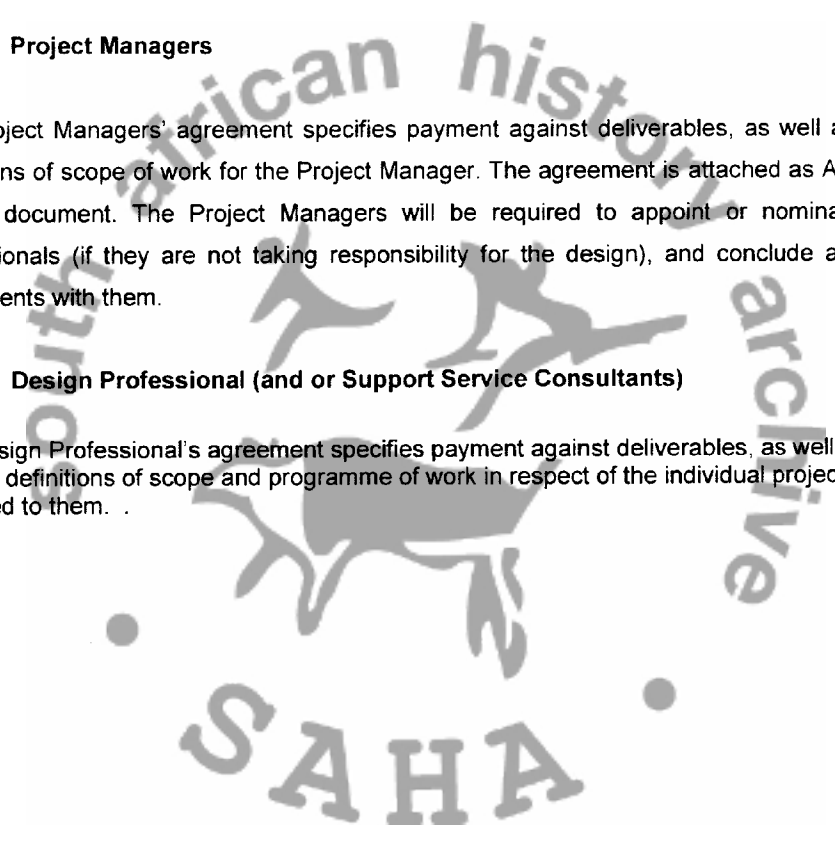 Project Managers
oject Managers' agreement specifies payment against deliverables, as well a
ns of scope of work for the Project Manager. The agreement is attached as A
document. The Project Managers will be required to appoint or nomina
ionals (if they are not taking responsibility for the design), and conclude a
ents with them.
Design Professional (and or Support Service Consultants)
sign Professional's agreement specifies payment against deliverables, as well
definitions of scope and programme of work in respect of the individual projec
ed to them. .
south african history archive
SAHA